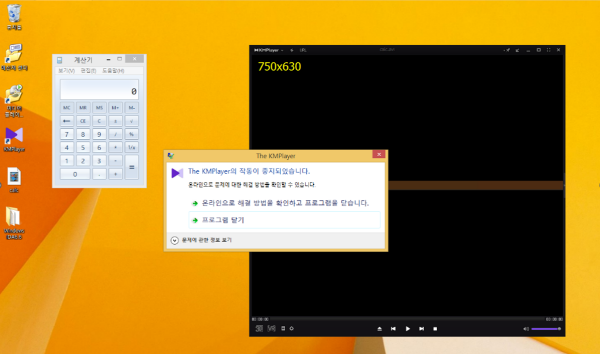 계산기
보기(V) 편집(E) 도움말(H)
0
MC MR MS M+ M-
← CE C ± √
7 8 9 / %
4 5 6 * 1/x
1 2 3 - =
0 . +
KMPlayer
calc
KMPlayer
750x630
The KMPlayer
The KMPlayer의 작동이 중지되었습니다.
온라인으로 문제에 대한 해결 방법을 확인할 수 있습니다.
온라인으로 해결 방법을 확인하고 프로그램을 닫습니다.
프로그램 닫기
문제에 관한 정보 보기